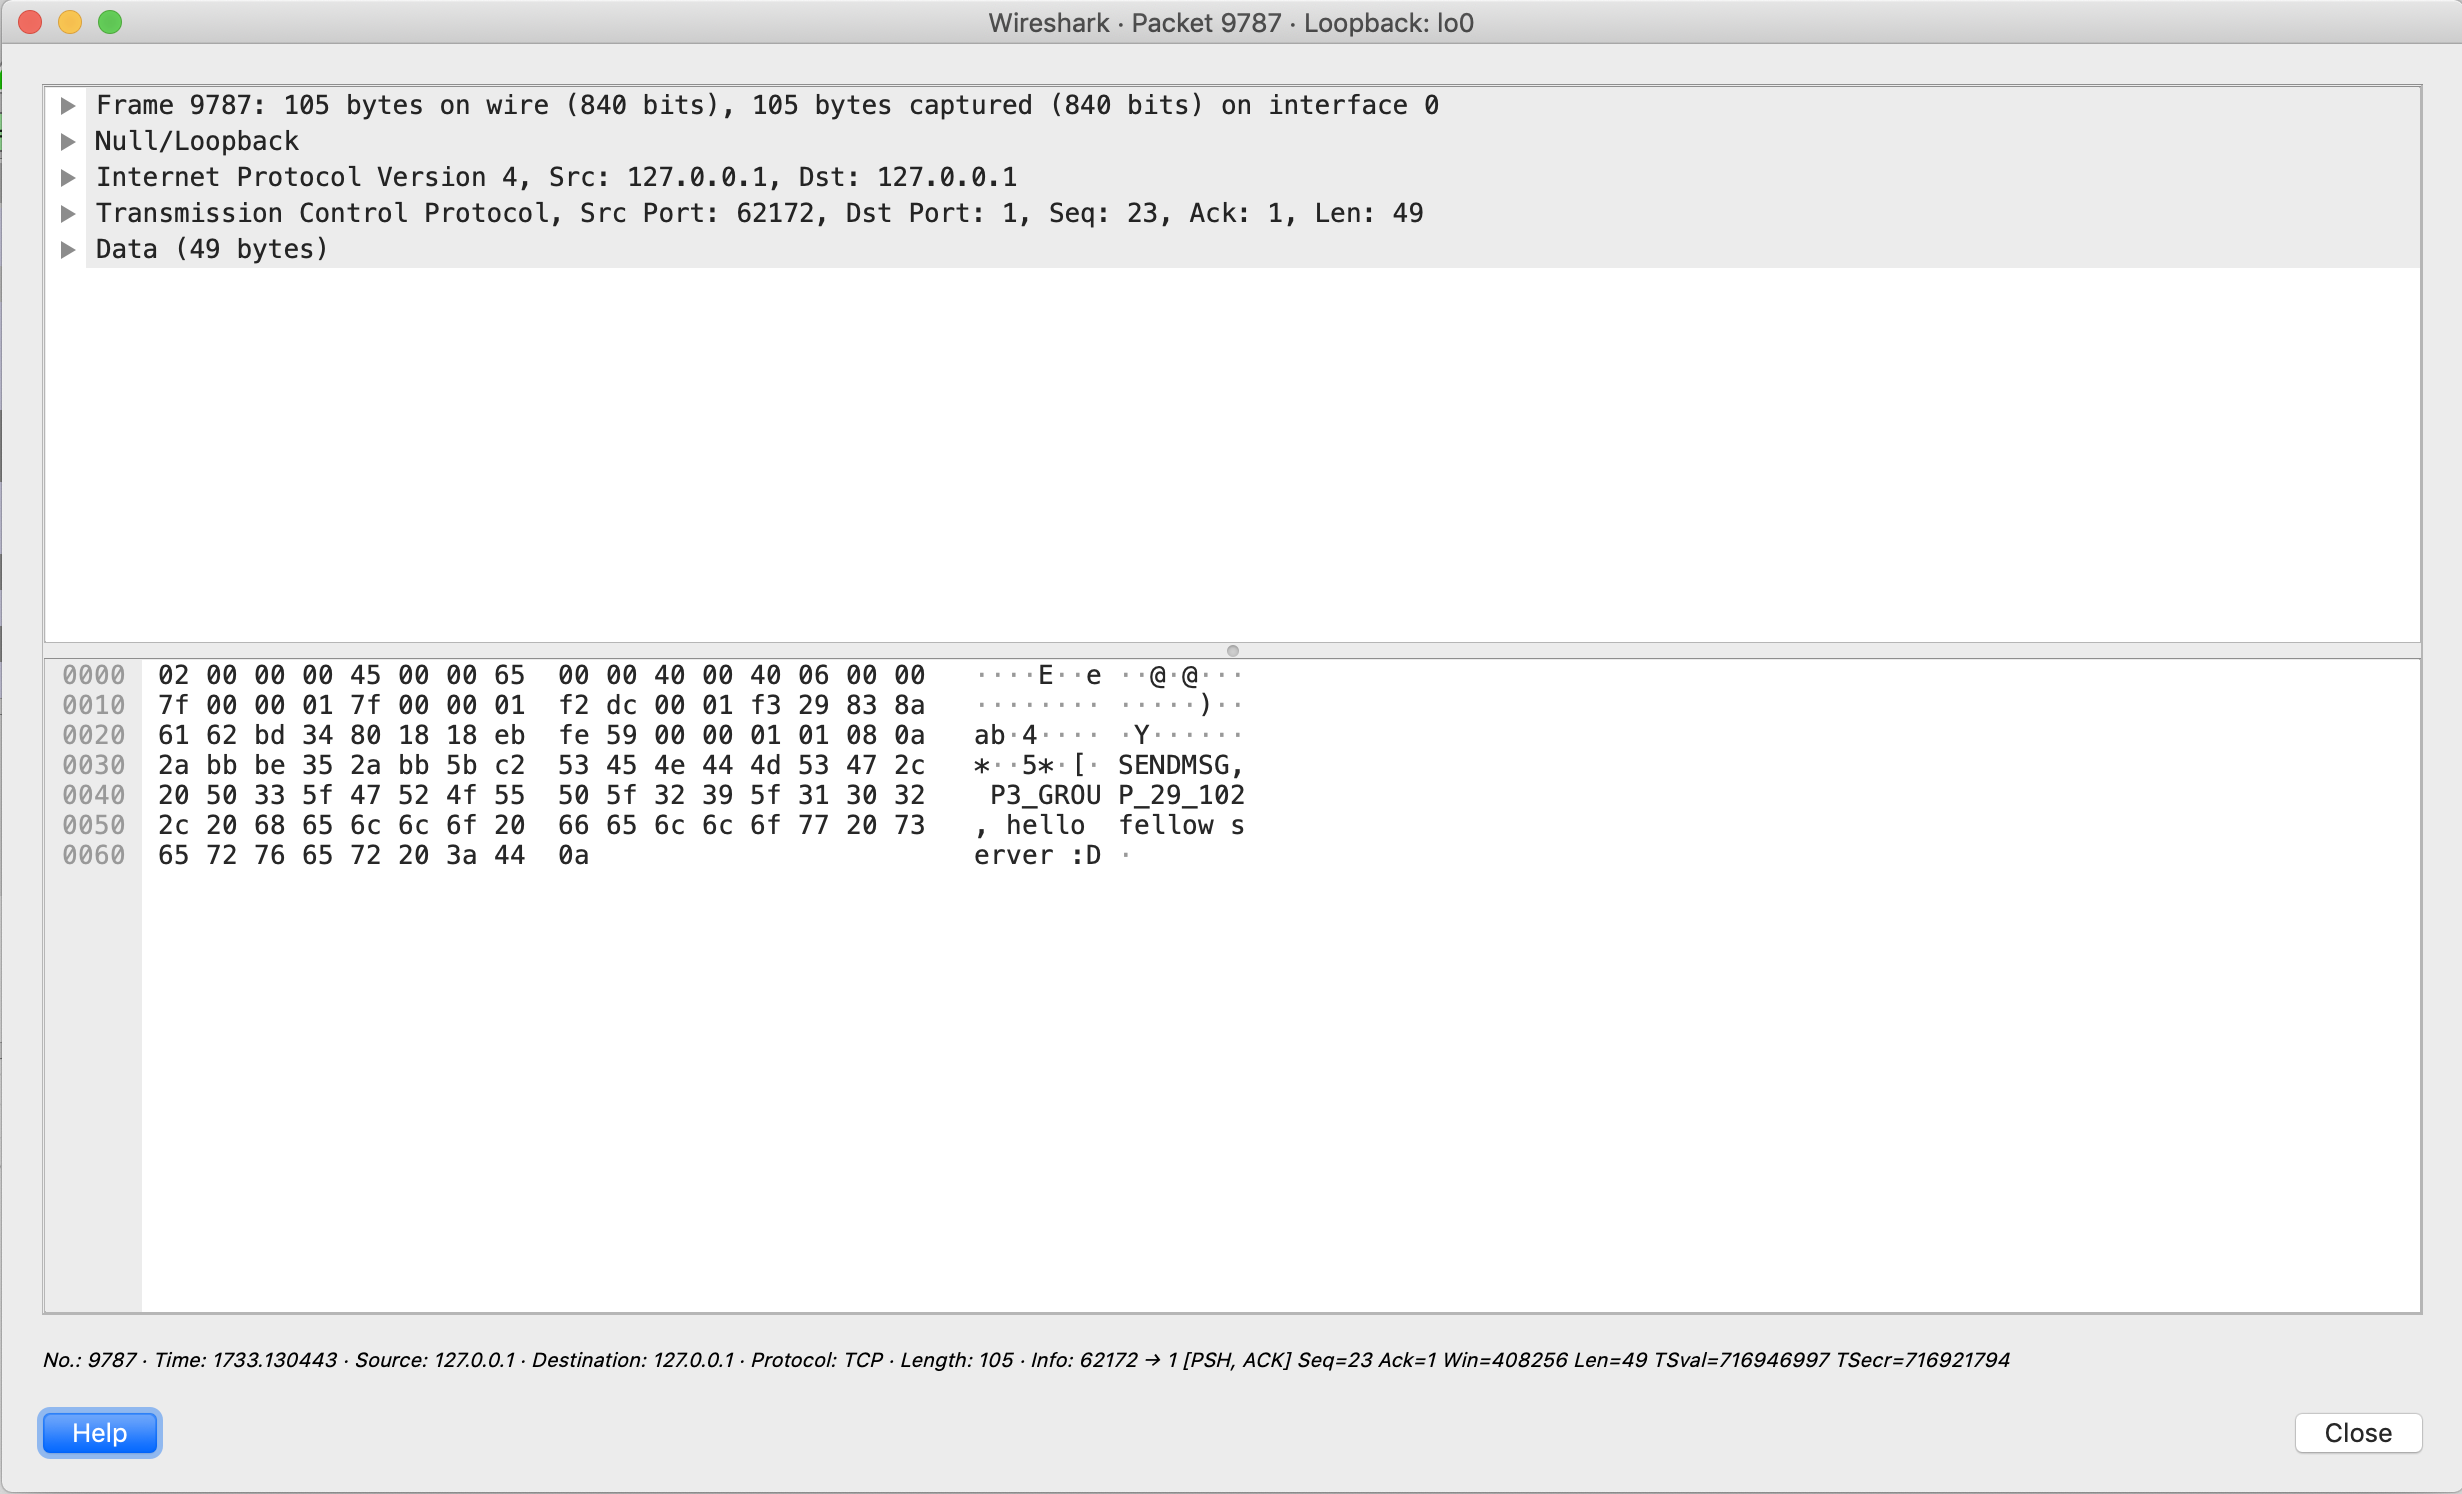 Wireshark · Packet 9787 · Loopback: lo0
Frame 9787: 105 bytes on wire (840 bits), 105 bytes captured (840 bits) on interface 0
Null/Loopback
Internet Protocol Version 4, Src: 127.0.0.1, Dst: 127.0.0.1
Transmission Control Protocol, Src Port: 62172, Dst Port: 1, Seq: 23, Ack: 1, Len: 49
Data (49 bytes)
0000 02 00 00 00 45 00 00 65 00 00 40 00 40 06 00 00 ····E··e ··@·@···
0010 7f 00 00 01 7f 00 00 01 f2 dc 00 01 f3 29 83 8a ········ ·····)··
0020 61 62 bd 34 80 18 18 eb fe 59 00 00 01 01 08 0a ab·4···· ·Y······
0030 2a bb be 35 2a bb 5b c2 53 45 4e 44 4d 53 47 2c *··5*·[· SENDMSG,
0040 20 50 33 5f 47 52 4f 55 50 5f 32 39 5f 31 30 32 P3_GROU P_29_102
0050 2c 20 68 65 6c 6c 6f 20 66 65 6c 6c 6f 77 20 73 , hello fellow s
0060 65 72 76 65 72 20 3a 44 0a erver :D ·
No.: 9787 · Time: 1733.130443 · Source: 127.0.0.1 · Destination: 127.0.0.1 · Protocol: TCP · Length: 105 · Info: 62172 → 1 [PSH, ACK] Seq=23 Ack=1 Win=408256 Len=49 TSval=716946997 TSecr=716921794
Help
Close